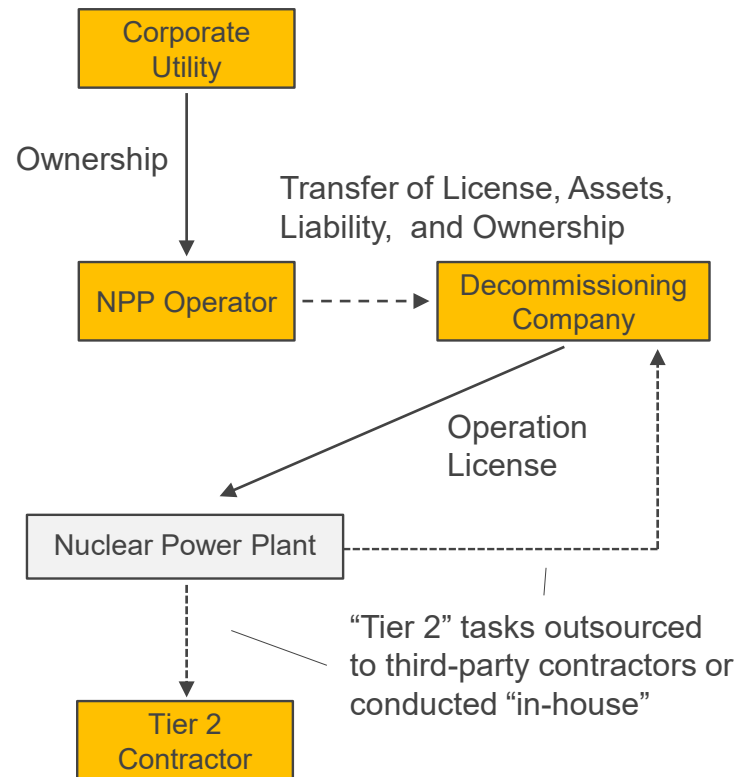 Corporate
Utility
Ownership
Transfer of License, Assets,
Liability, and Ownership
NPP Operator
Decommissioning
Company
Operation
License
Nuclear Power Plant
“Tier 2” tasks outsourced
to third-party contractors or
conducted “in-house”
Tier 2
Contractor